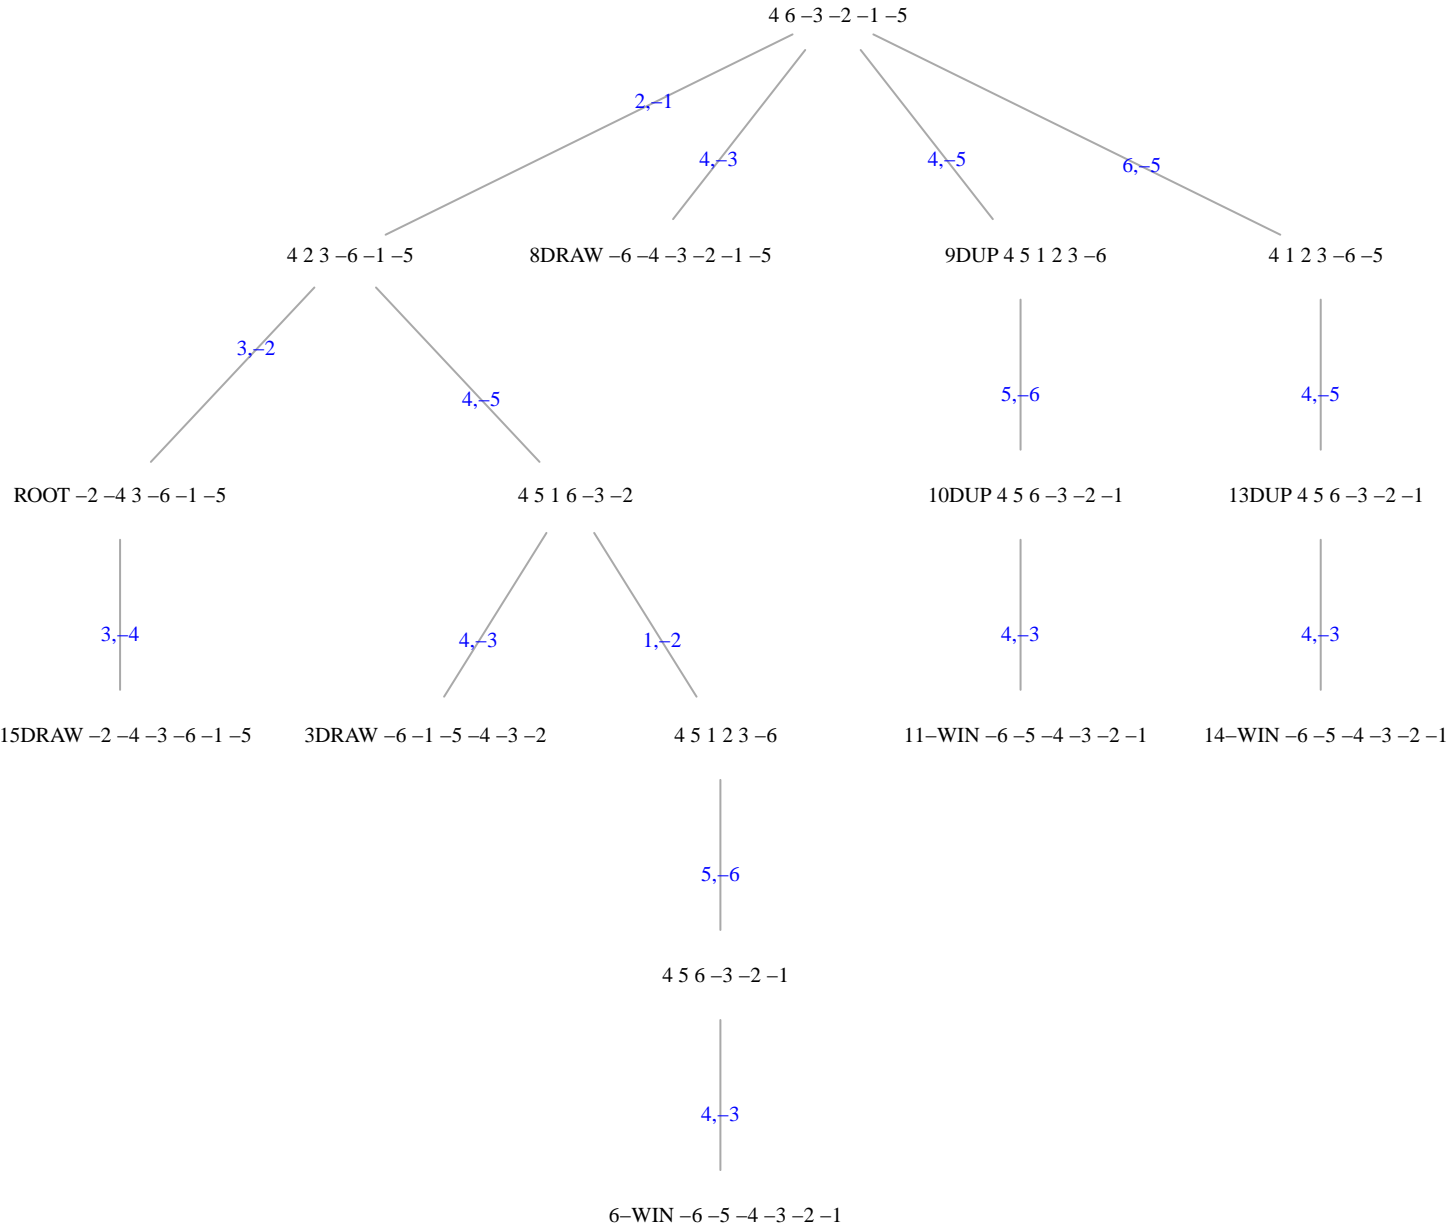 4 6 –3 –2 –1 –5
2,–1
4,–3
4,–5
6,–5
4 2 3 –6 –1 –5
8DRAW –6 –4 –3 –2 –1 –5
9DUP 4 5 1 2 3 –6
4 1 2 3 –6 –5
3,–2
4,–5
5,–6
4,–5
ROOT –2 –4 3 –6 –1 –5
4 5 1 6 –3 –2
10DUP 4 5 6 –3 –2 –1
13DUP 4 5 6 –3 –2 –1
3,–4
4,–3
1,–2
4,–3
4,–3
15DRAW –2 –4 –3 –6 –1 –5
3DRAW –6 –1 –5 –4 –3 –2
4 5 1 2 3 –6
11–WIN –6 –5 –4 –3 –2 –1
14–WIN –6 –5 –4 –3 –2 –1
5,–6
4 5 6 –3 –2 –1
4,–3
6–WIN –6 –5 –4 –3 –2 –1